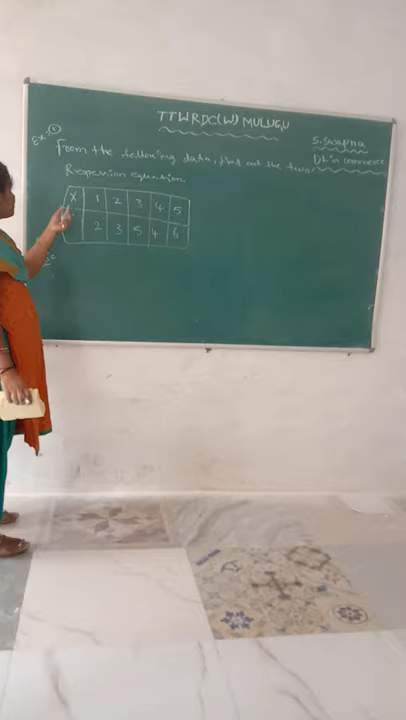 TTWRDC(W) MULUGU
S. Swapna
DL in commerce
Ex:- ①
From the following data, find out the two
Regression equation.
X 1 2 3 4 5
2 3 5 4 6